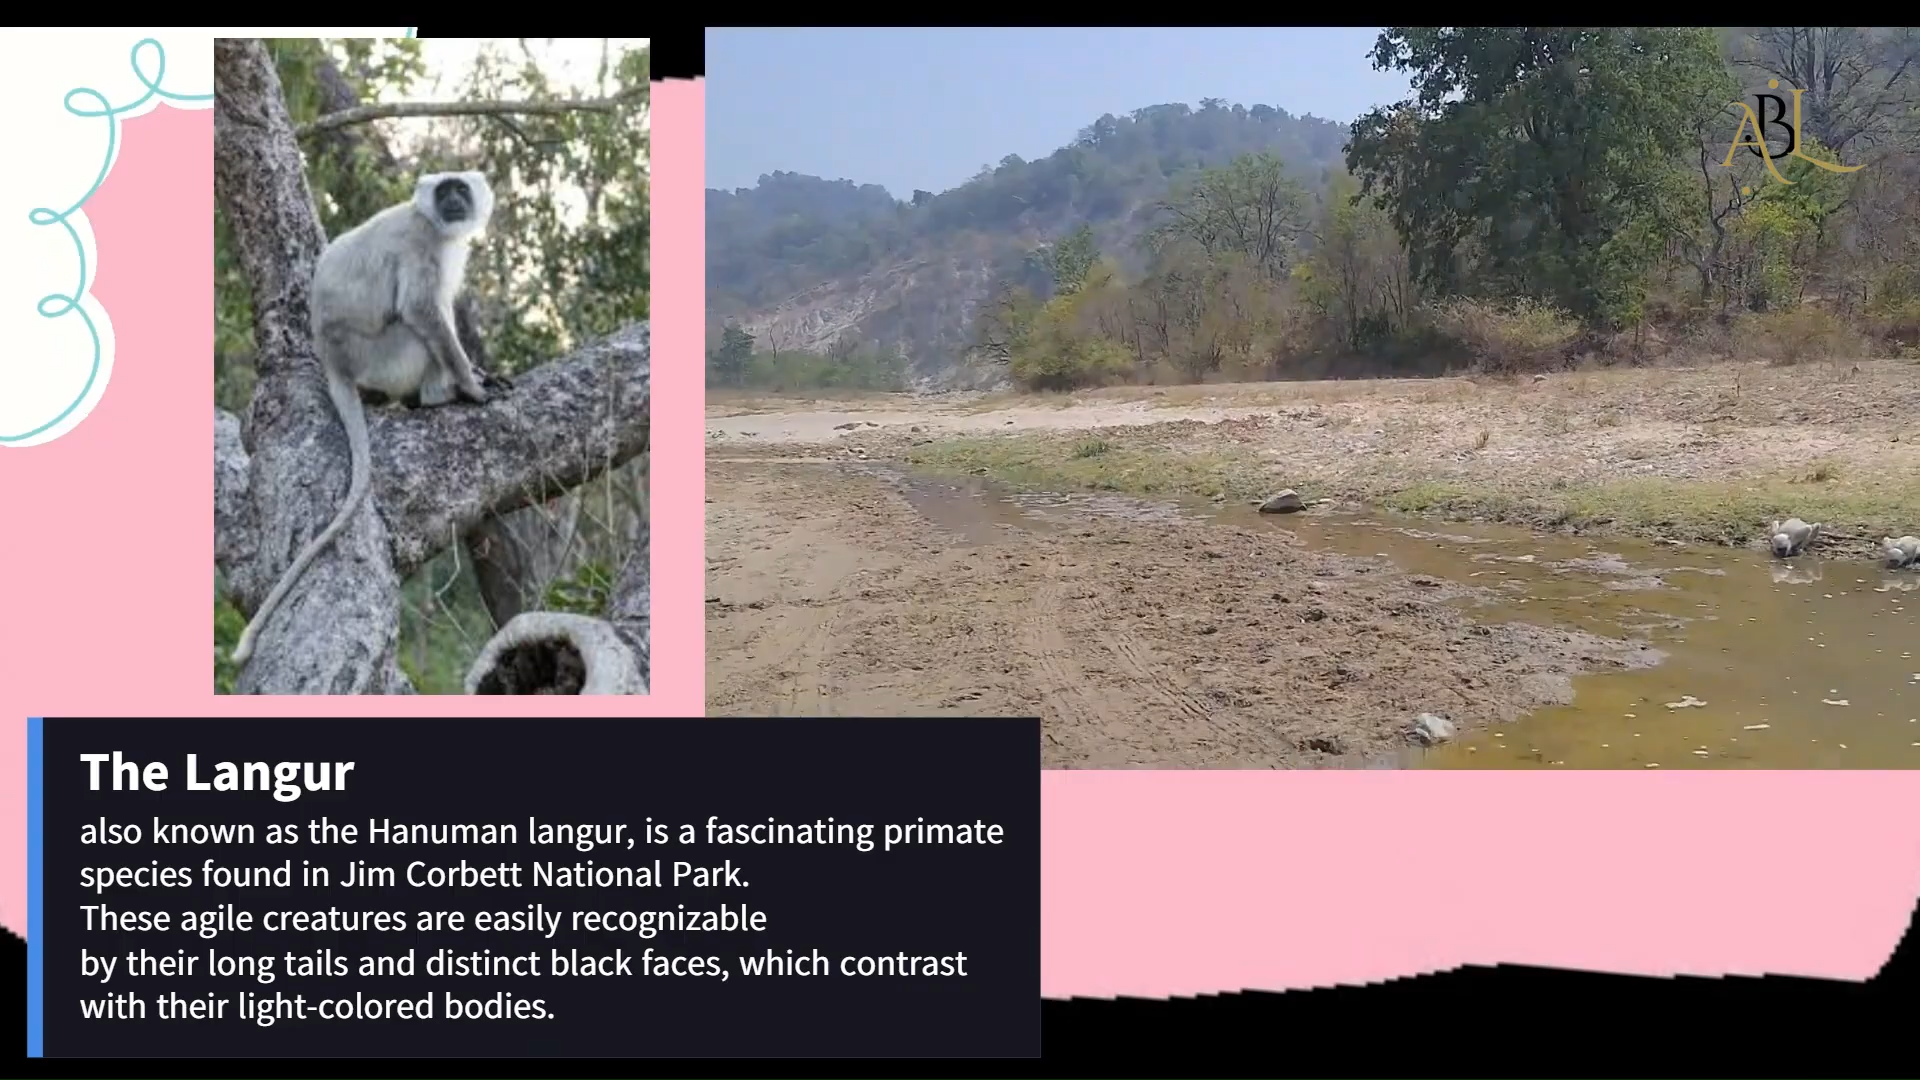 ABL
The Langur
also known as the Hanuman langur, is a fascinating primate
species found in Jim Corbett National Park.
These agile creatures are easily recognizable
by their long tails and distinct black faces, which contrast
with their light-colored bodies.